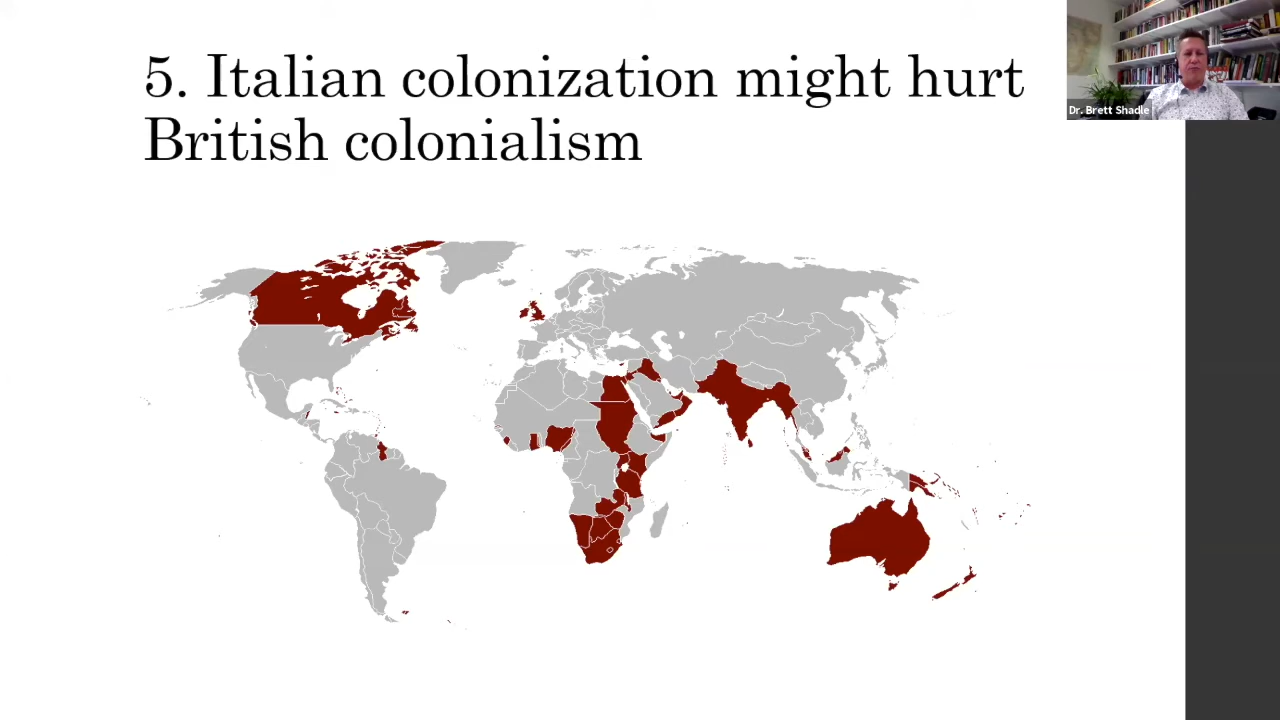 5. Italian colonization might hurt
British colonialism
Dr. Brett Shadle